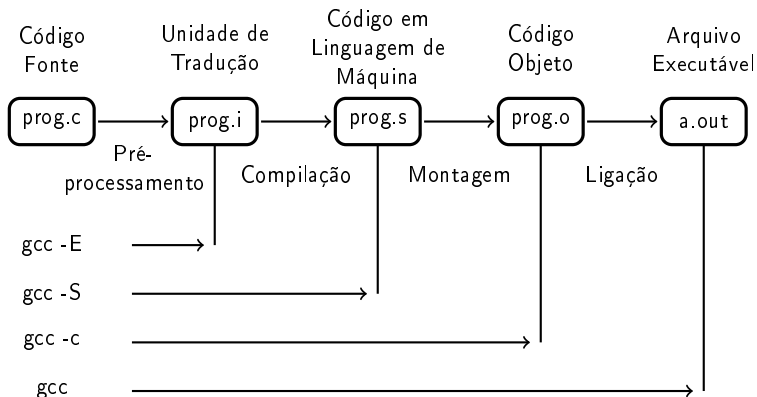 Código
Fonte
Unidade de
Tradução
Código em
Linguagem de
Máquina
Código
Objeto
Arquivo
Executável
prog.c
prog.i
prog.s
prog.o
a.out
Pré-
processamento
Compilação
Montagem
Ligação
gcc -E
gcc -S
gcc -c
gcc